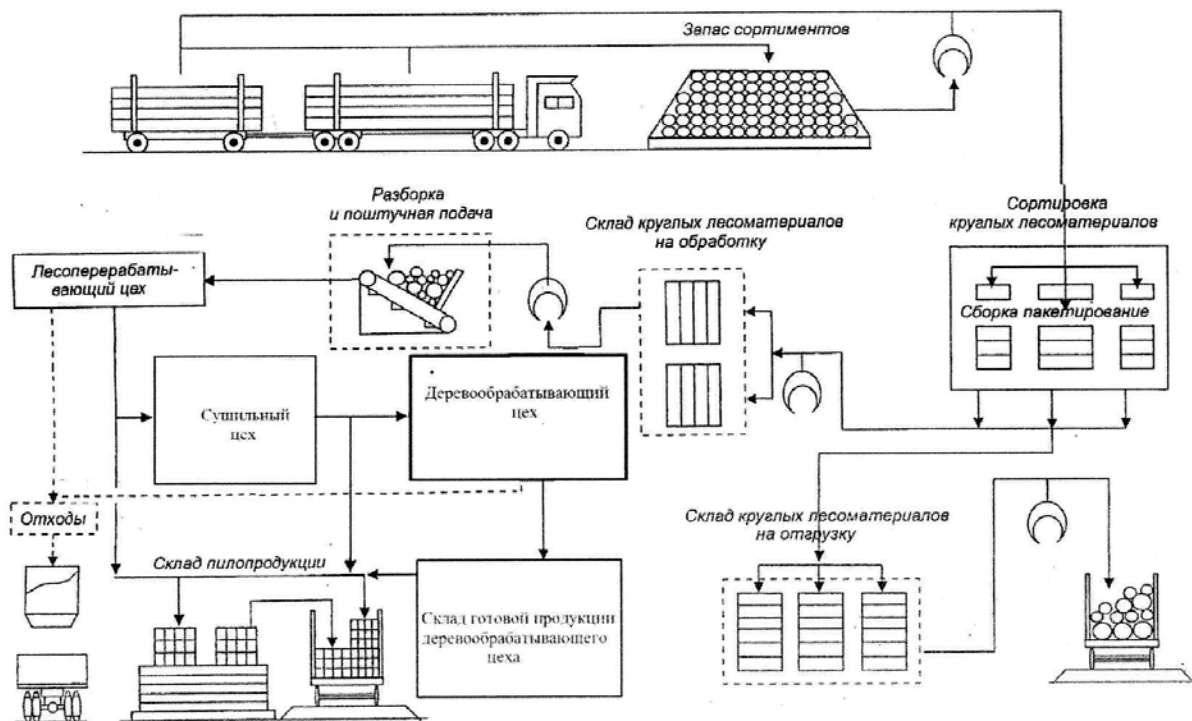 Запас сортиментов
Разборка
и поштучная подача
Склад круглых лесоматериалов
на обработку
Сортировка
круглых лесоматериалов
Лесоперерабаты-
вающий цех
Сборка пакетирование
Сушильный
цех
Деревообрабатывающий
цех
Отходы
Склад пилопродукции
Склад круглых лесоматериалов
на отгрузку
Склад готовой продукции
деревообрабатывающего
цеха